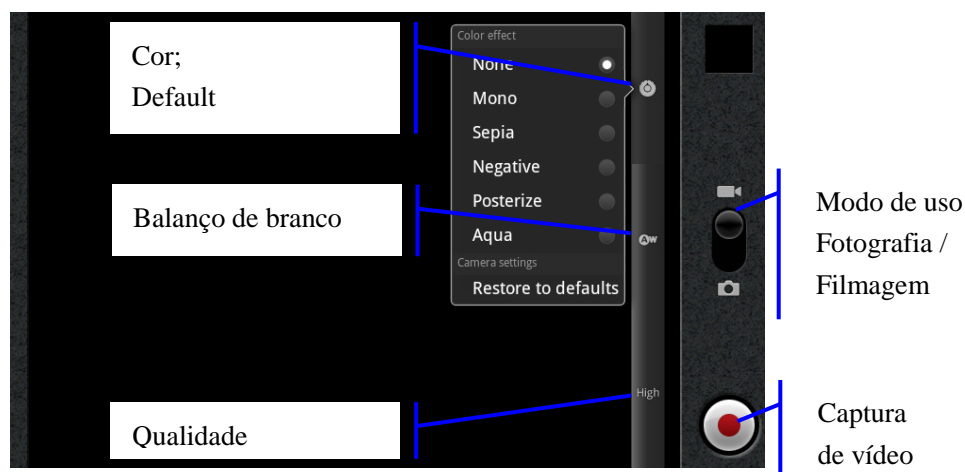 Cor;
Default
Balanço de branco
Qualidade
Color effect
None
Mono
Sepia
Negative
Posterize
Aqua
Camera settings
Restore to defaults
AW
High
Modo de uso
Fotografia /
Filmagem
Captura
de vídeo